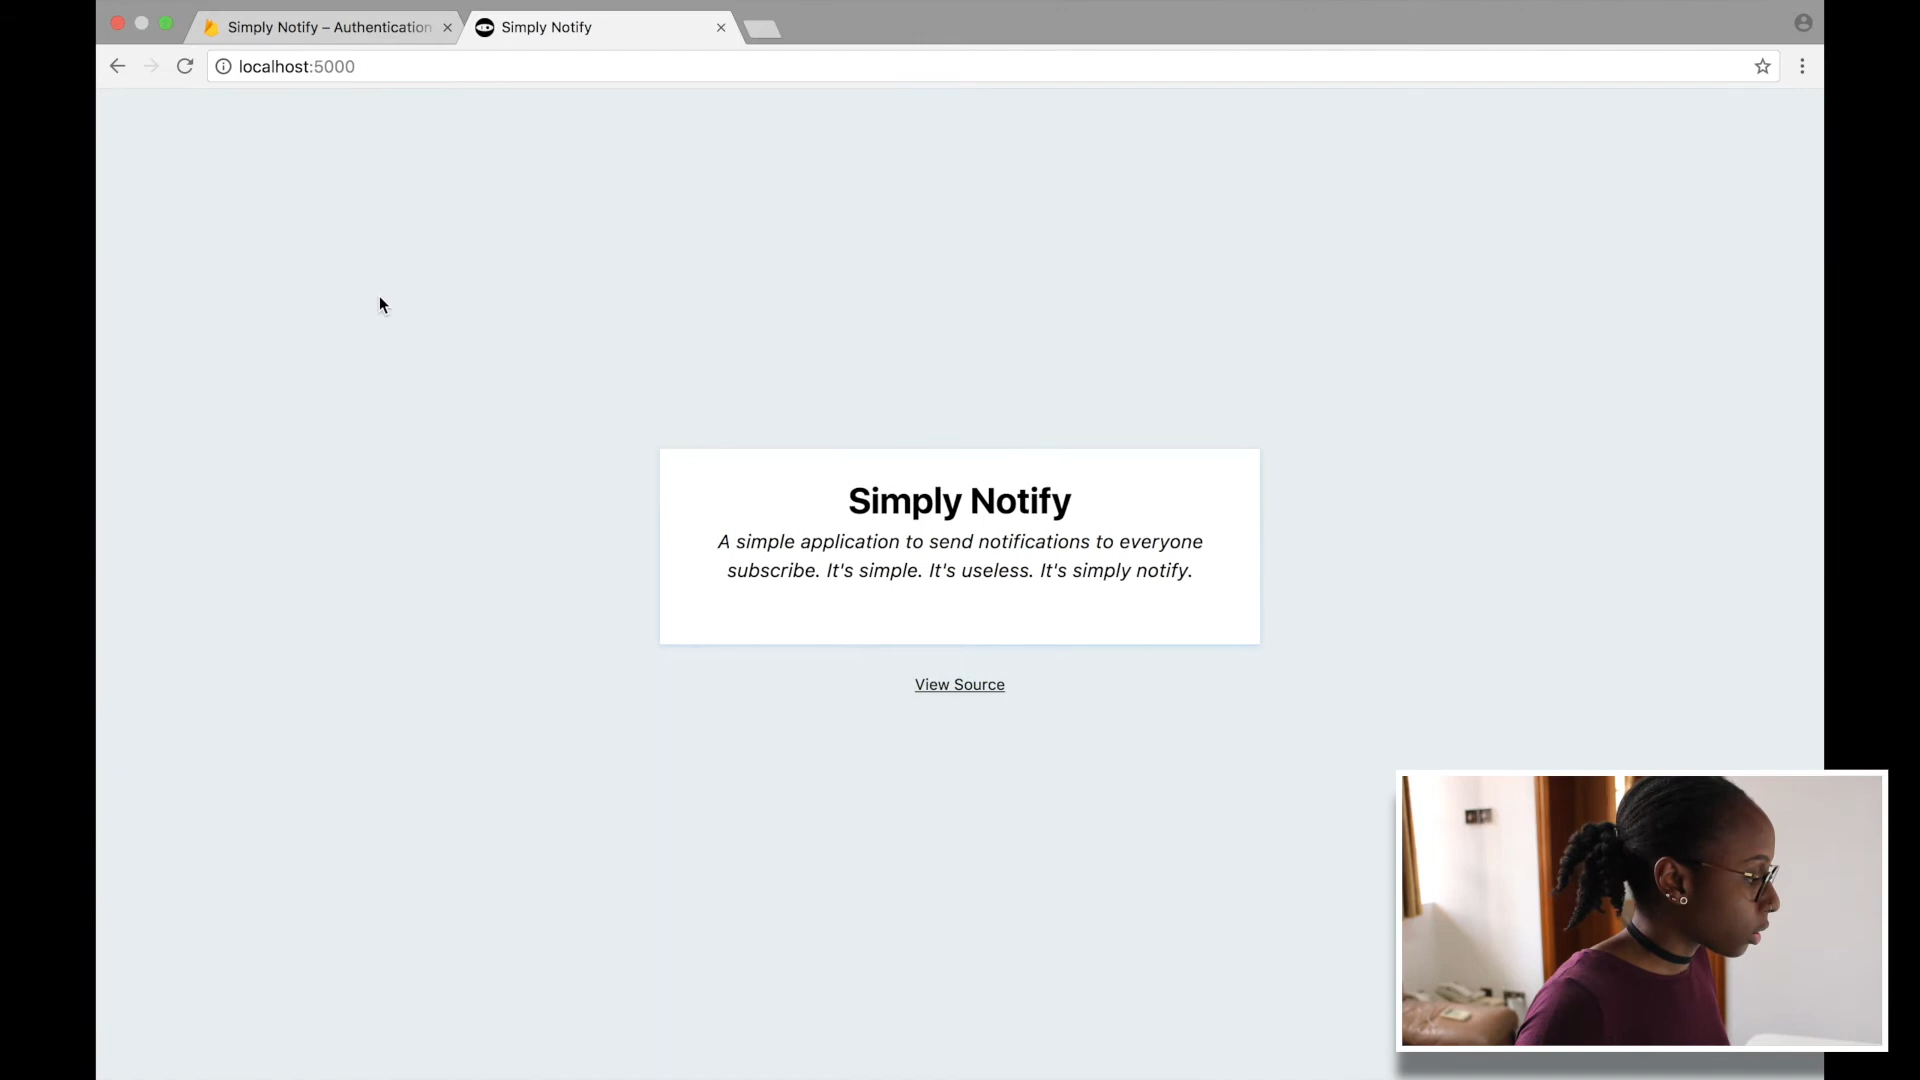 Simply Notify – Authentication
Simply Notify
localhost:5000
Simply Notify
A simple application to send notifications to everyone
subscribe. It's simple. It's useless. It's simply notify.
View Source